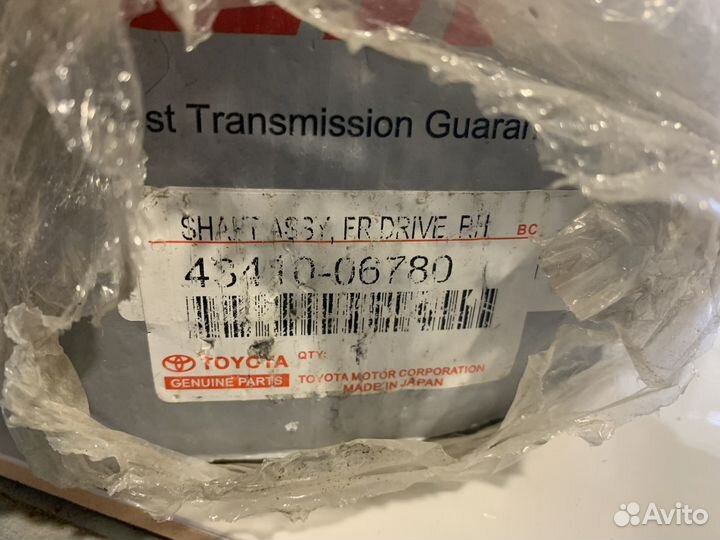 st Transmission Guaran
SHAFT ASSY, FR DRIVE, RH BC
43410-06780
TOYOTA QTY:
GENUINE PARTS TOYOTA MOTOR CORPORATION
MADE IN JAPAN
Avito